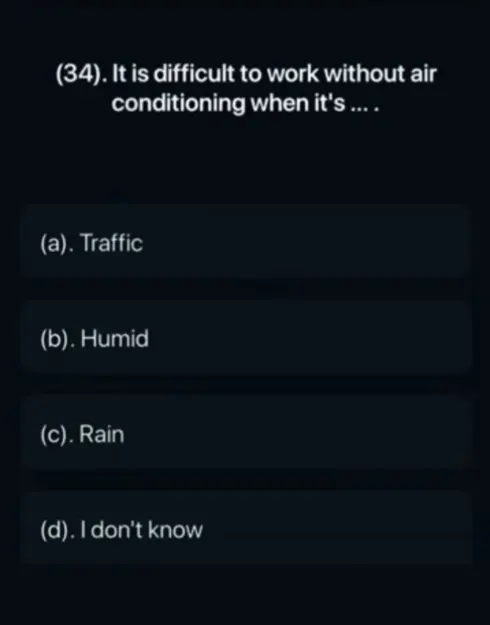 (34). It is difficult to work without air
conditioning when it's ... .
(a). Traffic
(b). Humid
(c). Rain
(d). I don't know